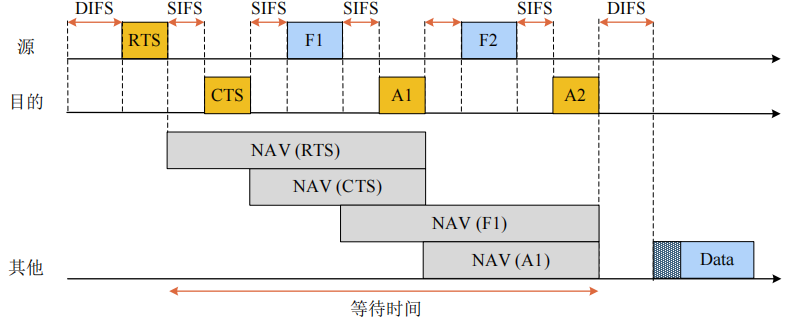 DIFS SIFS SIFS SIFS SIFS DIFS
源 RTS F1 F2
目的 CTS A1 A2
NAV (RTS)
NAV (CTS)
NAV (F1)
其他 NAV (A1) Data
等待时间